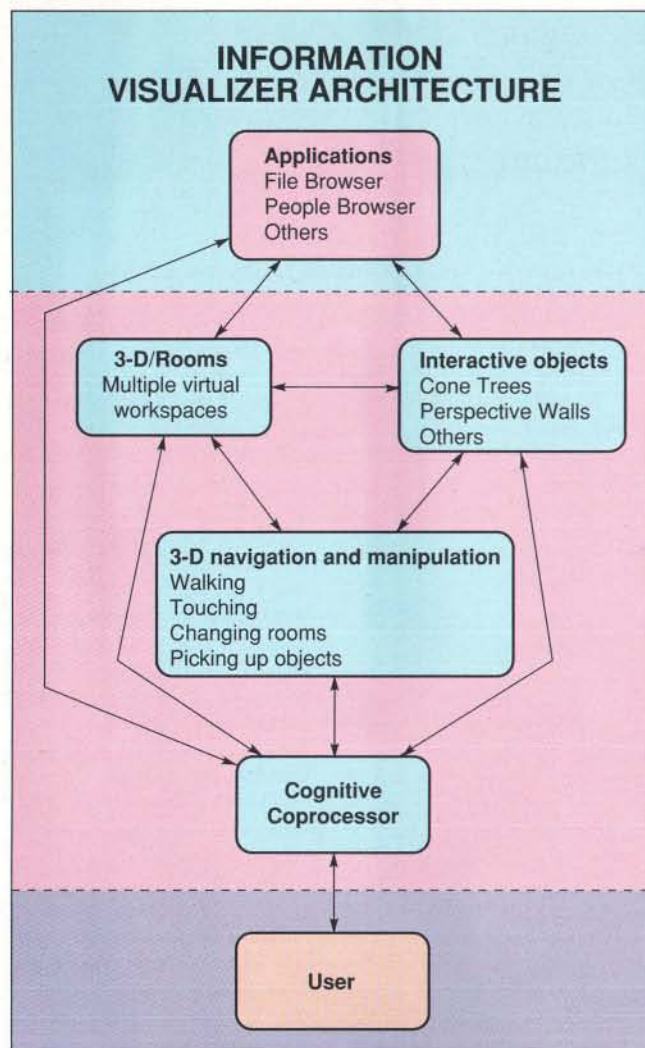 INFORMATION
VISUALIZER ARCHITECTURE
Applications
File Browser
People Browser
Others
3-D/Rooms
Multiple virtual
workspaces
Interactive objects
Cone Trees
Perspective Walls
Others
3-D navigation and manipulation
Walking
Touching
Changing rooms
Picking up objects
Cognitive
Coprocessor
User